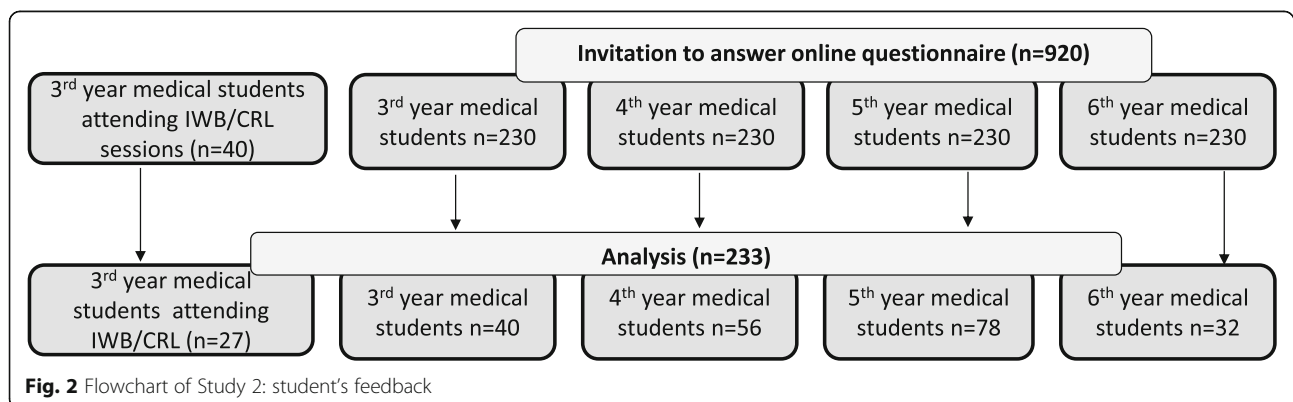 Invitation to answer online questionnaire (n=920)
3rd year medical students
attending IWB/CRL
sessions (n=40)
3rd year medical
students n=230
4th year medical
students n=230
5th year medical
students n=230
6th year medical
students n=230
Analysis (n=233)
3rd year medical
students attending
IWB/CRL (n=27)
3rd year medical
students n=40
4th year medical
students n=56
5th year medical
students n=78
6th year medical
students n=32
Fig. 2 Flowchart of Study 2: student's feedback